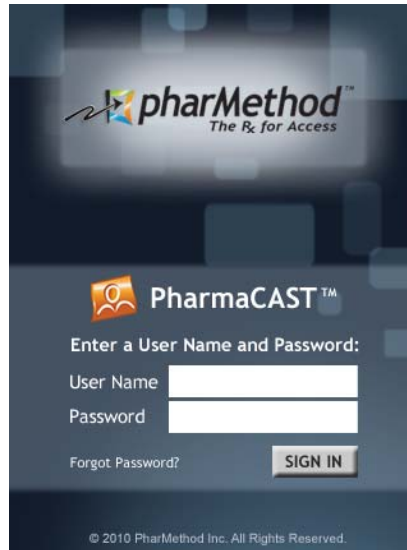 pharMethod™
The Rx for Access
PharmaCAST™
Enter a User Name and Password:
User Name
Password
Forgot Password?
SIGN IN
© 2010 PharMethod Inc. All Rights Reserved.